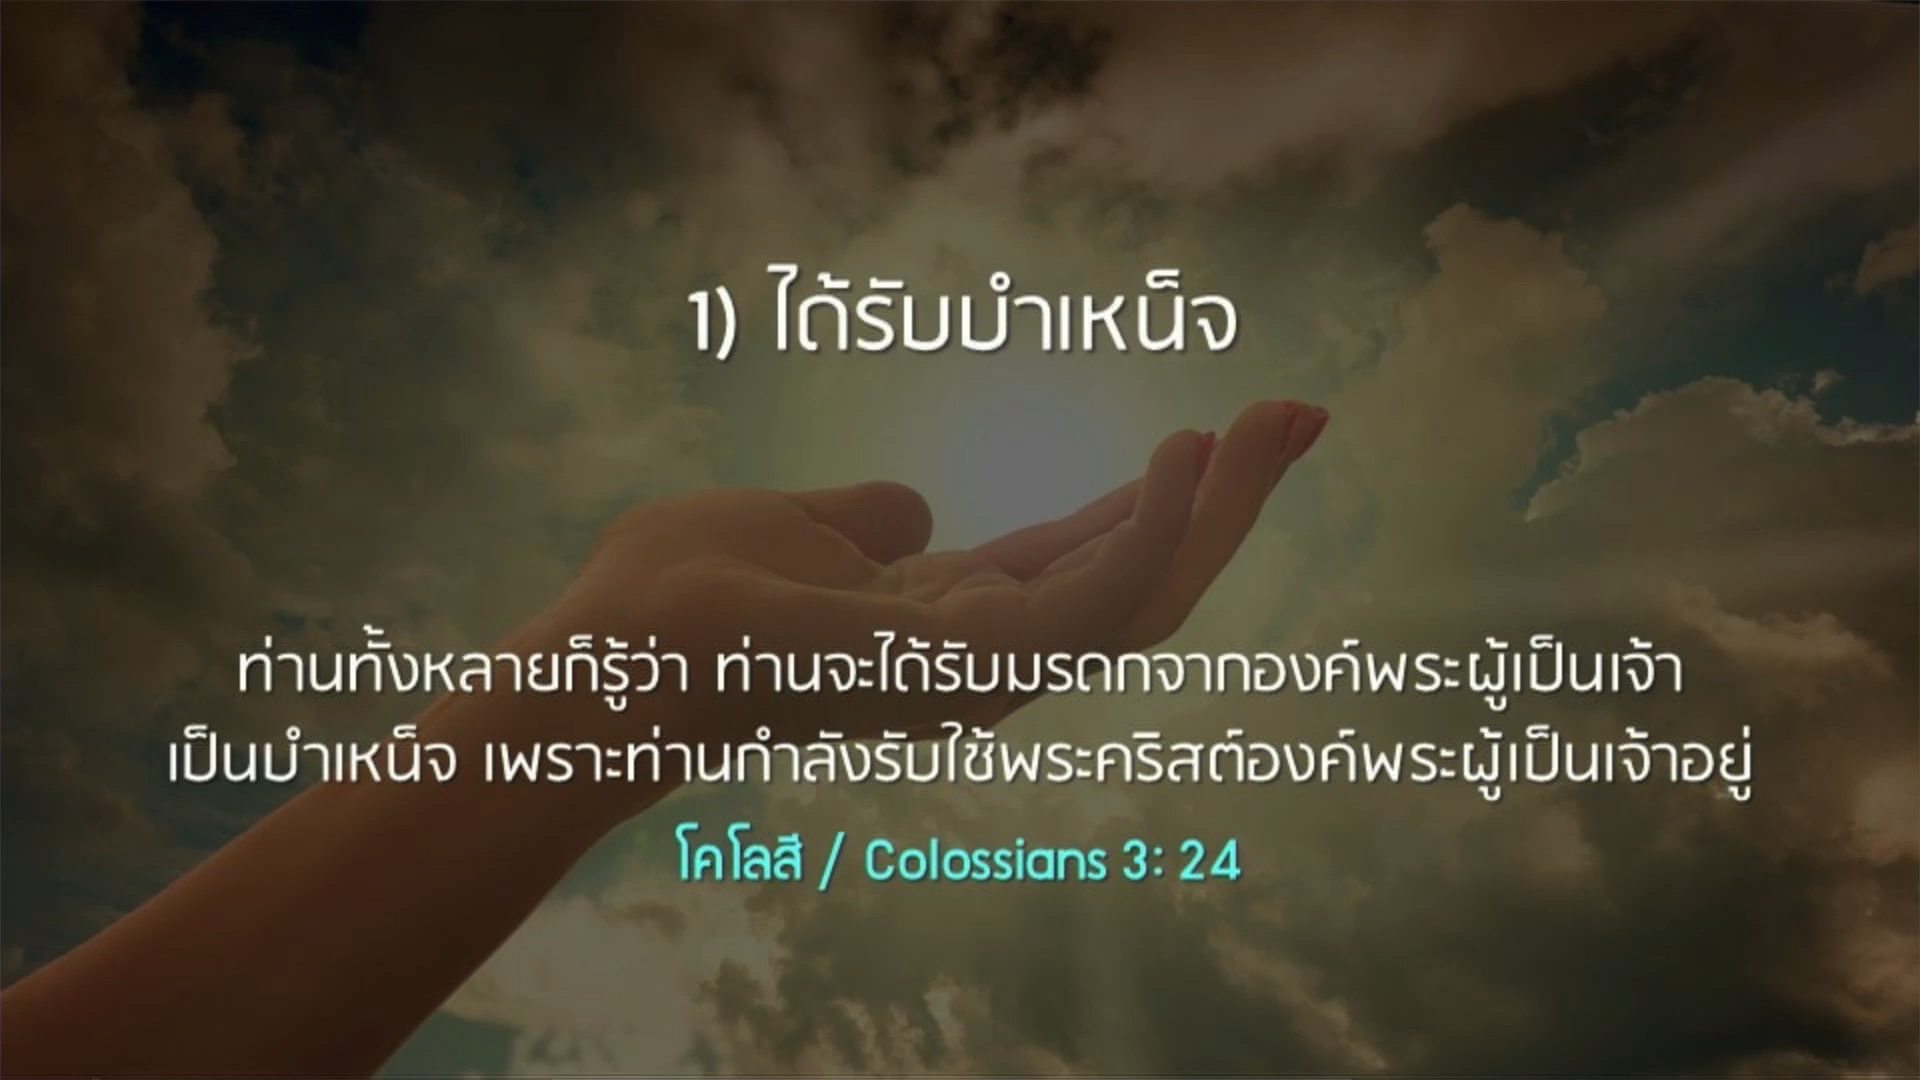 1) ได้รับบำเหน็จ
ท่านทั้งหลายก็รู้ว่า ท่านจะได้รับมรดกจากองค์พระผู้เป็นเจ้า
เป็นบำเหน็จ เพราะท่านกำลังรับใช้พระคริสต์องค์พระผู้เป็นเจ้าอยู่
โคโลสี / Colossians 3: 24